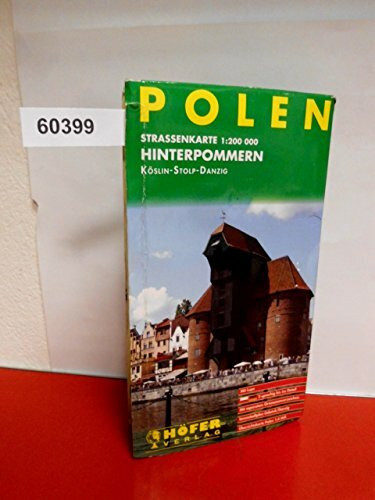 60399
POLEN
STRASSENKARTE 1:200 000
HINTERPOMMERN
KÖSLIN-STOLP-DANZIG
HÖFER
VERLAG